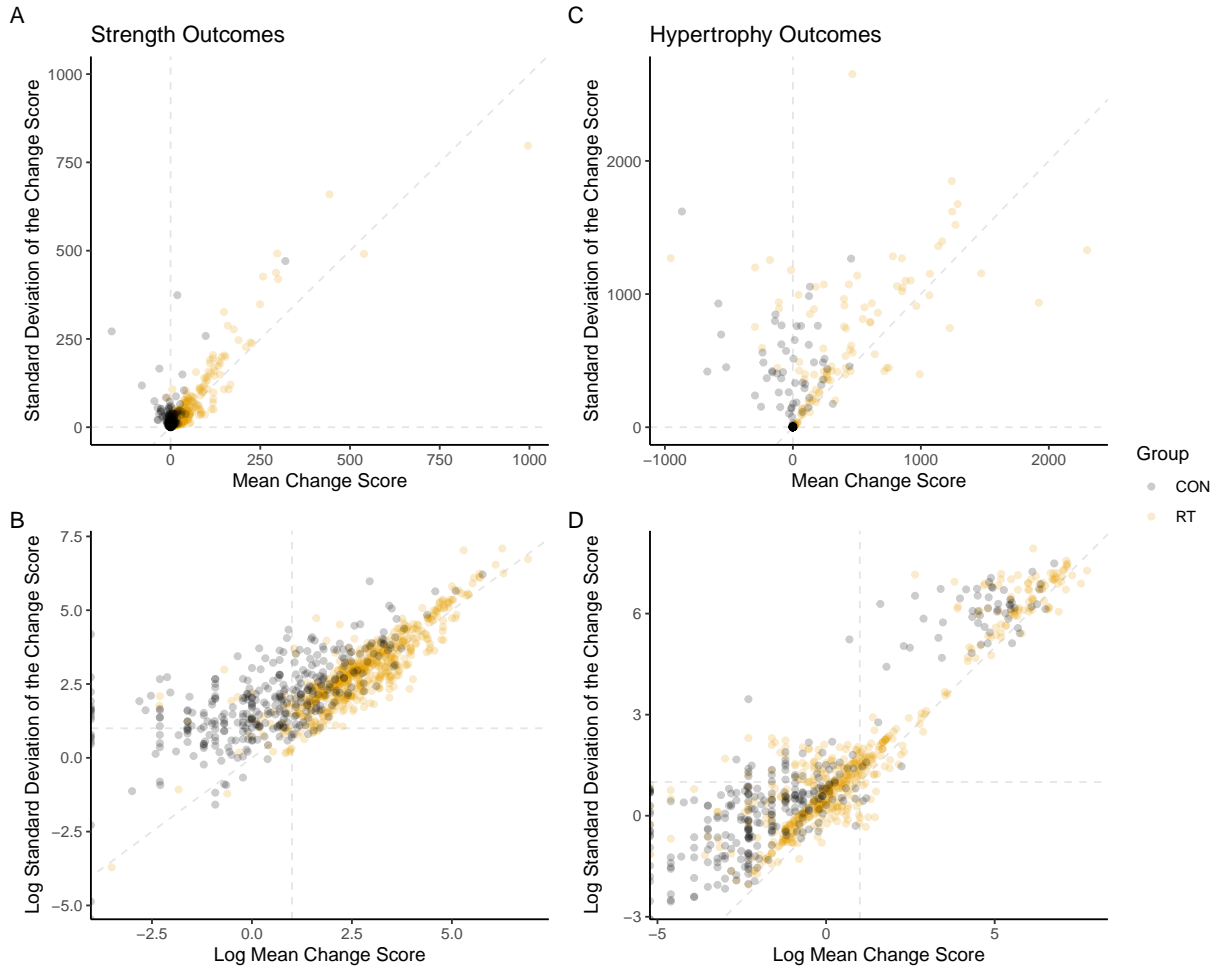 A
Strength Outcomes
Standard Deviation of the Change Score
1000
750
500
250
0
0
250
500
750
1000
Mean Change Score
C
Hypertrophy Outcomes
Standard Deviation of the Change Score
2000
1000
0
−1000
0
1000
2000
Mean Change Score
Group
CON
RT
B
Log Standard Deviation of the Change Score
7.5
5.0
2.5
0.0
−2.5
−5.0
−2.5
0.0
2.5
5.0
Log Mean Change Score
D
Log Standard Deviation of the Change Score
6
3
0
−3
−5
0
5
Log Mean Change Score